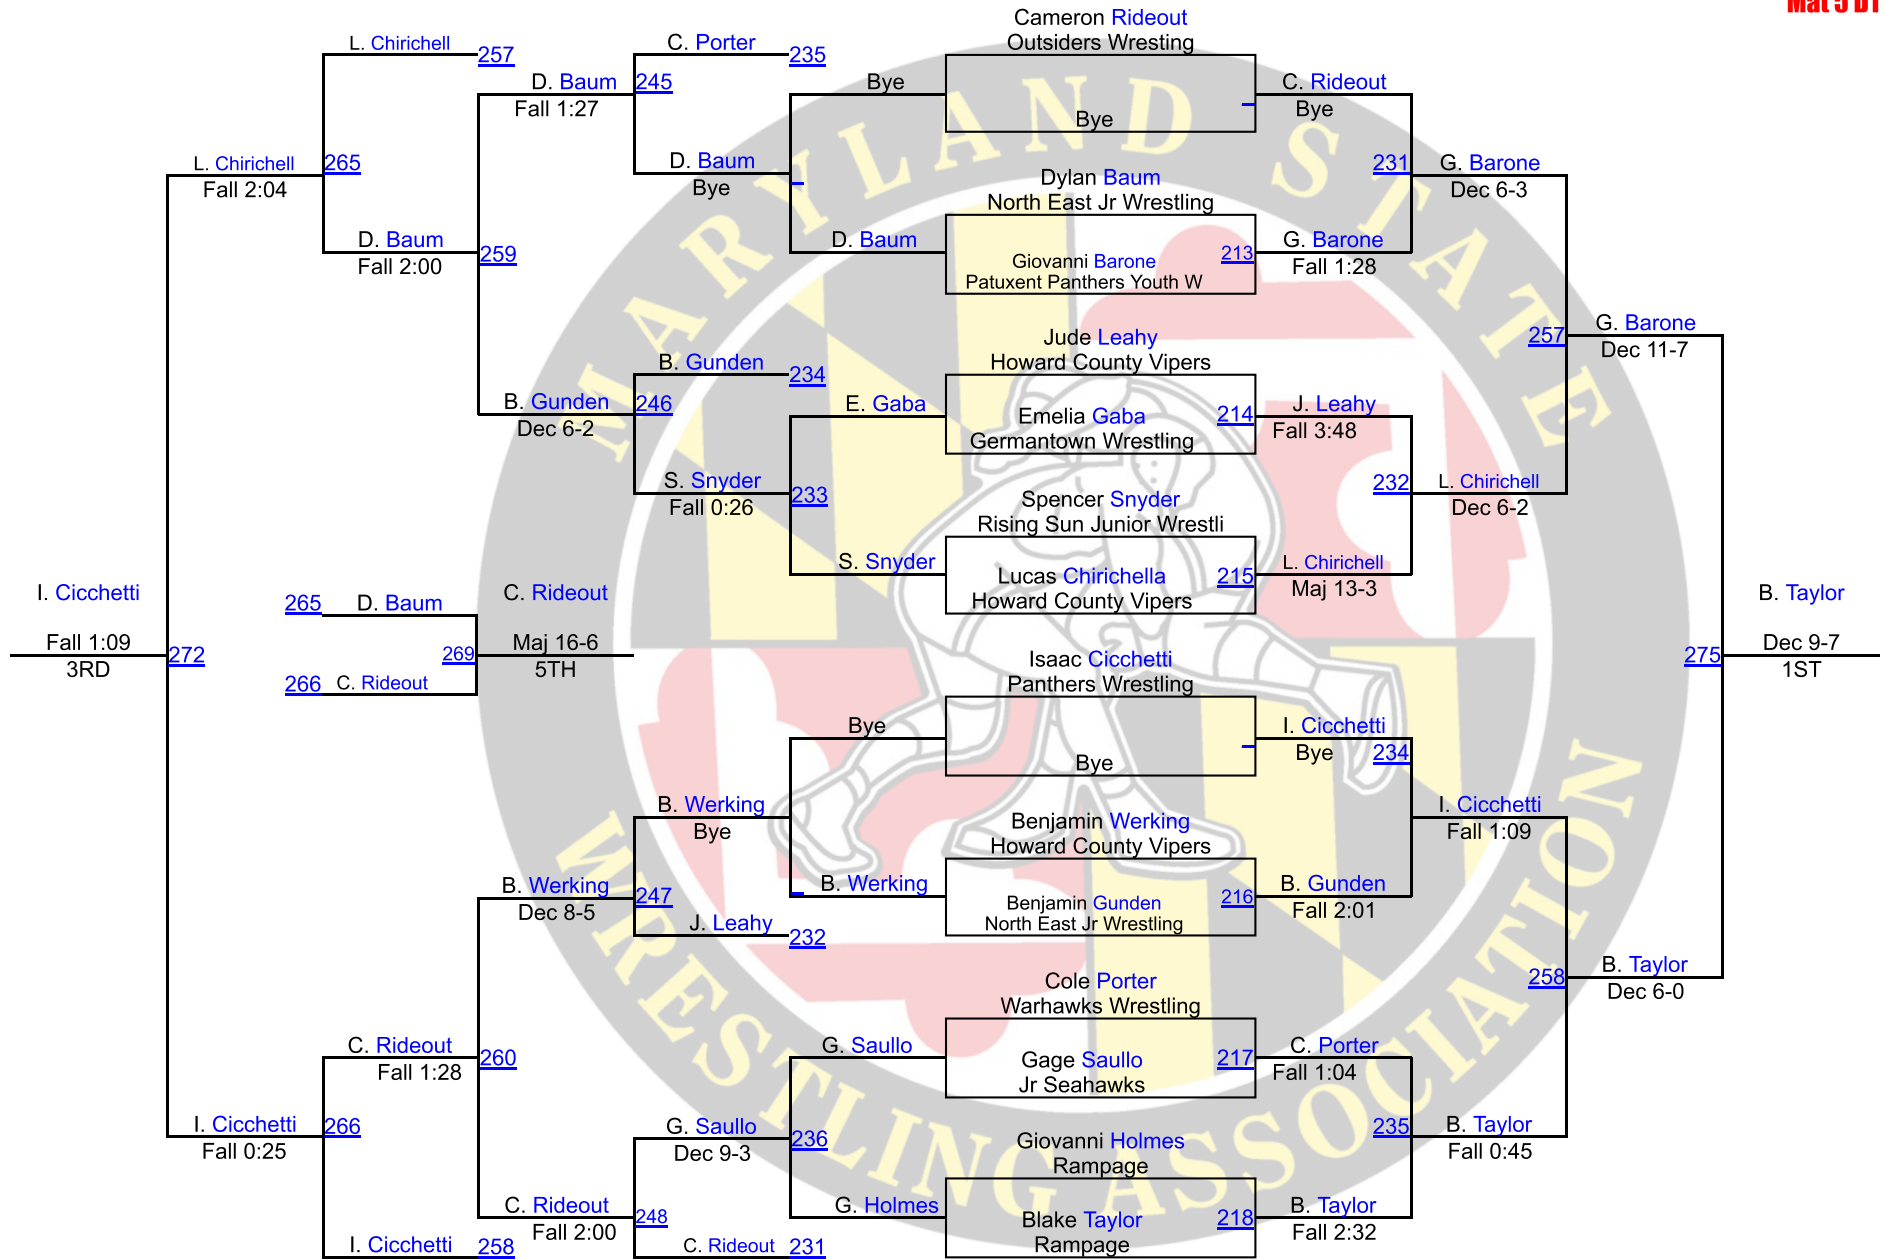 Cameron Rideout
Outsiders Wresting
L. Chirichell
257
C. Porter
235
D. Baum
245
Fall 1:27
Bye
Bye
C. Rideout
Bye
D. Baum
Bye
L. Chirichell
265
Fall 2:04
231
G. Barone
Dec 6-3
Dylan Baum
North East Jr Wrestling
D. Baum
259
Fall 2:00
D. Baum
Giovanni Barone
213
Patuxent Panthers Youth W
G. Barone
Fall 1:28
Jude Leahy
Howard County Vipers
257
G. Barone
Dec 11-7
B. Gunden
234
B. Gunden
246
Dec 6-2
E. Gaba
Emelia Gaba
214
Germantown Wrestling
J. Leahy
Fall 3:48
S. Snyder
233
Fall 0:26
232
L. Chirichell
Dec 6-2
Spencer Snyder
Rising Sun Junior Wrestli
S. Snyder
Lucas Chirichella
215
Howard County Vipers
L. Chirichell
Maj 13-3
I. Cicchetti
Fall 1:09
3RD
272
265
D. Baum
C. Rideout
269
Maj 16-6
5TH
266
C. Rideout
B. Taylor
275
Dec 9-7
1ST
Isaac Cicchetti
Panthers Wrestling
Bye
Bye
I. Cicchetti
Bye
234
B. Werking
Bye
I. Cicchetti
Fall 1:09
Benjamin Werking
Howard County Vipers
B. Werking
247
Dec 8-5
B. Werking
Benjamin Gunden
216
North East Jr Wrestling
B. Gunden
Fall 2:01
J. Leahy
232
258
B. Taylor
Dec 6-0
Cole Porter
Warhawks Wrestling
C. Rideout
260
Fall 1:28
G. Saullo
Gage Saullo
217
Jr Seahawks
C. Porter
Fall 1:04
I. Cicchetti
266
Fall 0:25
G. Saullo
236
Dec 9-3
235
B. Taylor
Fall 0:45
Giovanni Holmes
Rampage
C. Rideout
248
Fall 2:00
G. Holmes
Blake Taylor
218
Rampage
B. Taylor
Fall 2:32
I. Cicchetti
258
C. Rideout
231
MARYLAND STATE
WRESTLING ASSOCIATION